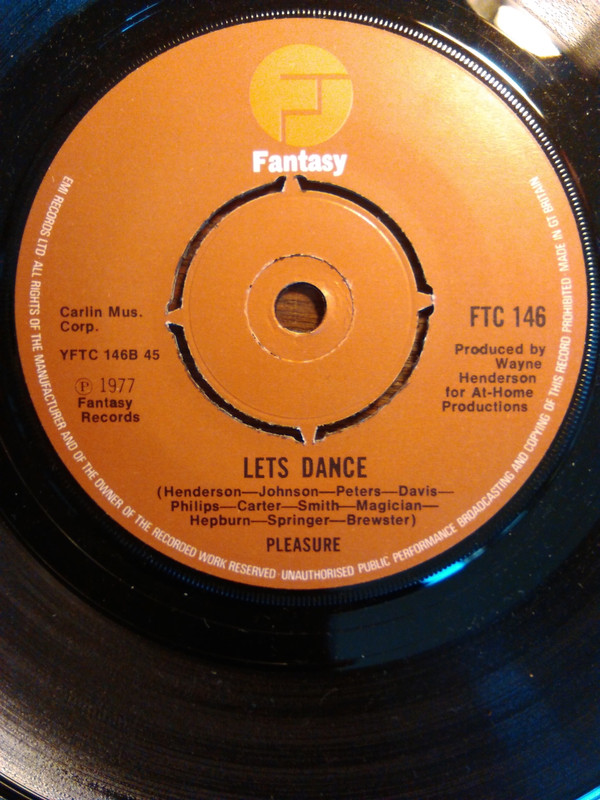 Fantasy
Carlin Mus.
Corp.
YFTC 146B 45
℗ 1977
Fantasy
Records
FTC 146
Produced by
Wayne
Henderson
for At-Home
Productions
LETS DANCE
(Henderson—Johnson—Peters—Davis—
Philips—Carter—Smith—Magician—
Hepburn—Springer—Brewster)
PLEASURE
EMI RECORDS LTD ALL RIGHTS OF THE MANUFACTURER AND OF THE OWNER OF THE RECORDED WORK RESERVED · UNAUTHORISED PUBLIC PERFORMANCE BROADCASTING AND COPYING OF THIS RECORD PROHIBITED MADE IN GT BRITAIN